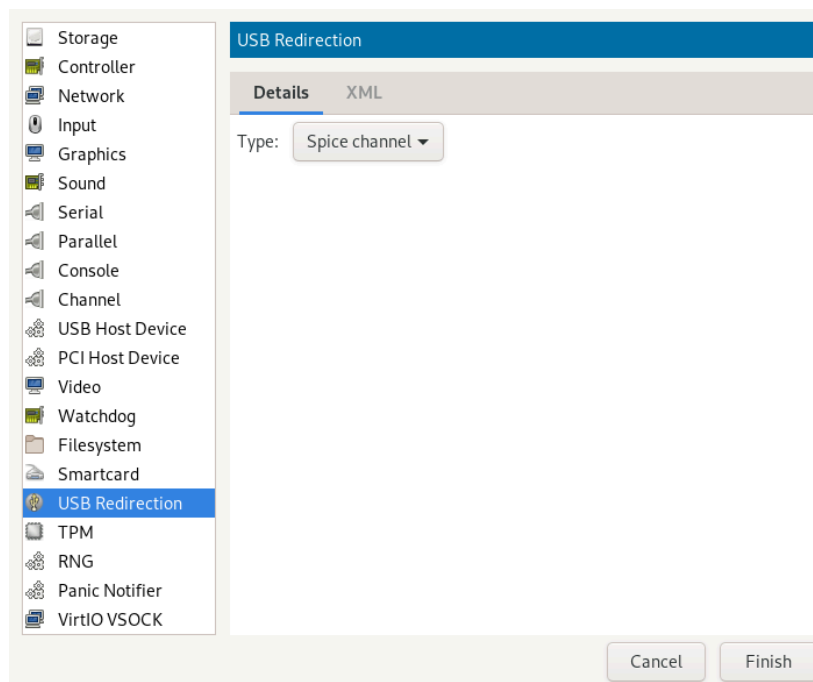 Storage
Controller
Network
Input
Graphics
Sound
Serial
Parallel
Console
Channel
USB Host Device
PCI Host Device
Video
Watchdog
Filesystem
Smartcard
USB Redirection
TPM
RNG
Panic Notifier
VirtIO VSOCK
USB Redirection
Details XML
Type: Spice channel
Cancel Finish